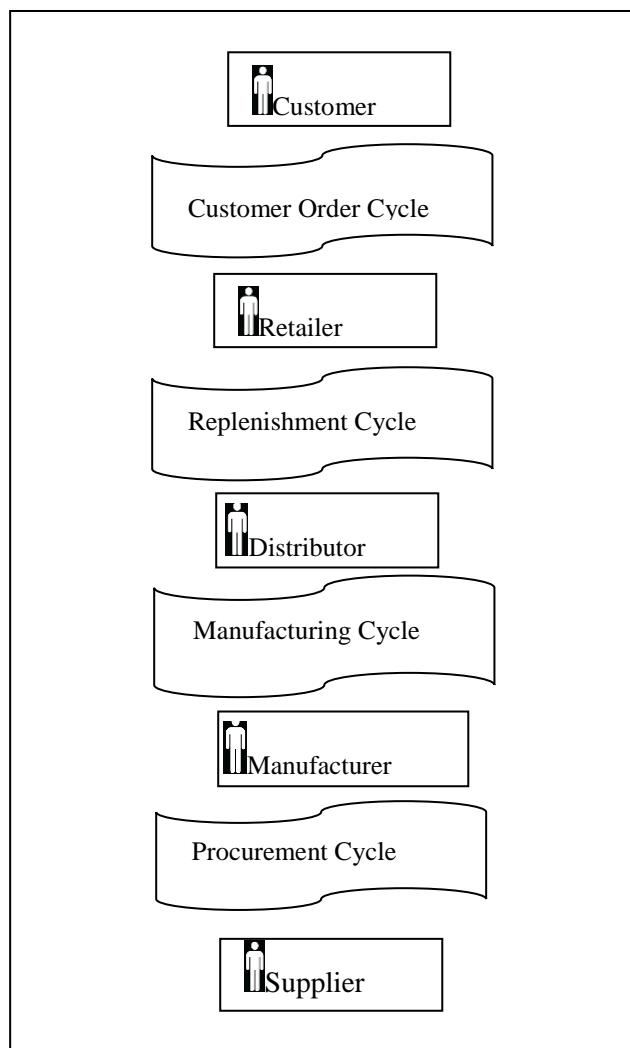 Customer
Customer Order Cycle
Retailer
Replenishment Cycle
Distributor
Manufacturing Cycle
Manufacturer
Procurement Cycle
Supplier